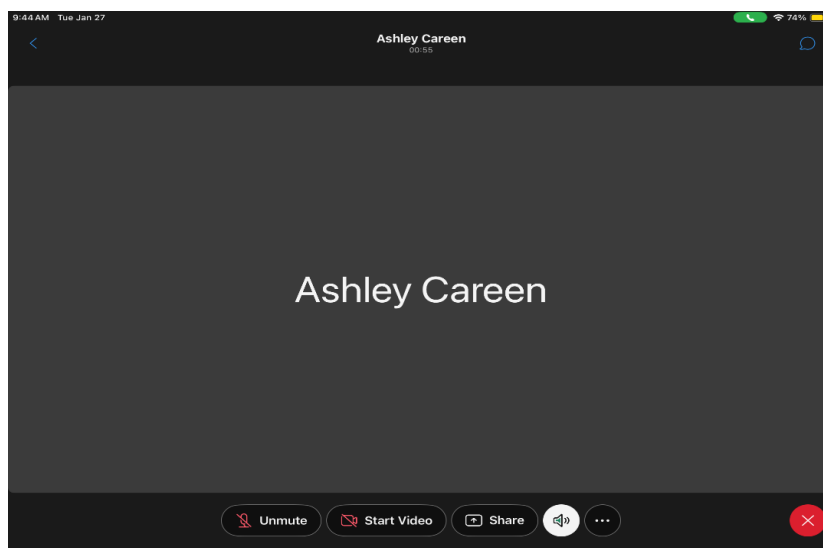 9:44 AM Tue Jan 27
74%
Ashley Careen
00:55
Ashley Careen
Unmute
Start Video
Share